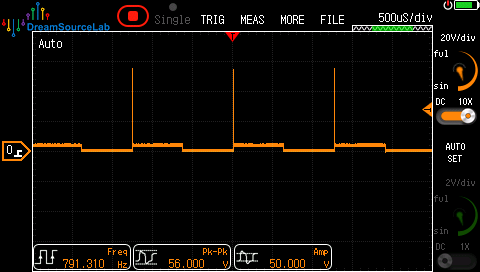 DreamSourceLab
Single TRIG MEAS MORE FILE 500uS/div
Auto
20V/div
ful
sin
DC 10X
AUTO
SET
2V/div
ful
sin
DC 1X
0
Freq
791.310 Hz
Pk-Pk
56.000 V
Amp
50.000 V